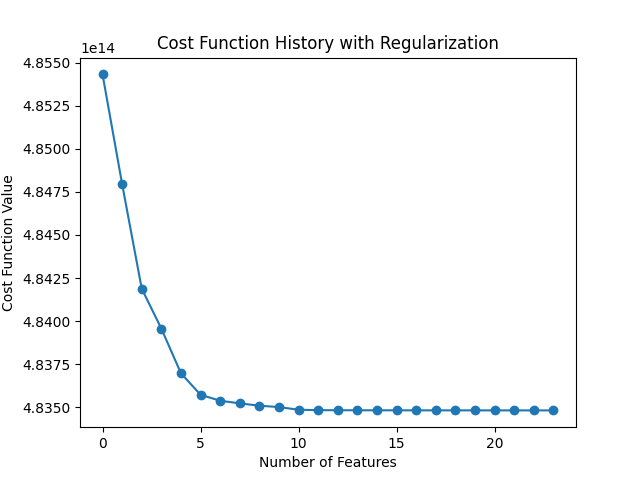 Cost Function History with Regularization
1e14
4.8550
4.8525
4.8500
4.8475
4.8450
4.8425
4.8400
4.8375
4.8350
Cost Function Value
0 5 10 15 20
Number of Features